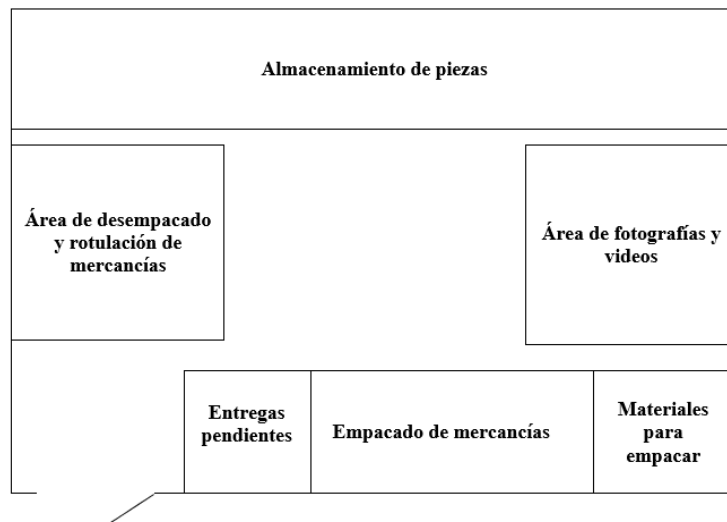 Almacenamiento de piezas
Área de desempacado
y rotulación de
mercancías
Área de fotografías y
videos
Entregas
pendientes
Empacado de mercancías
Materiales
para
empacar